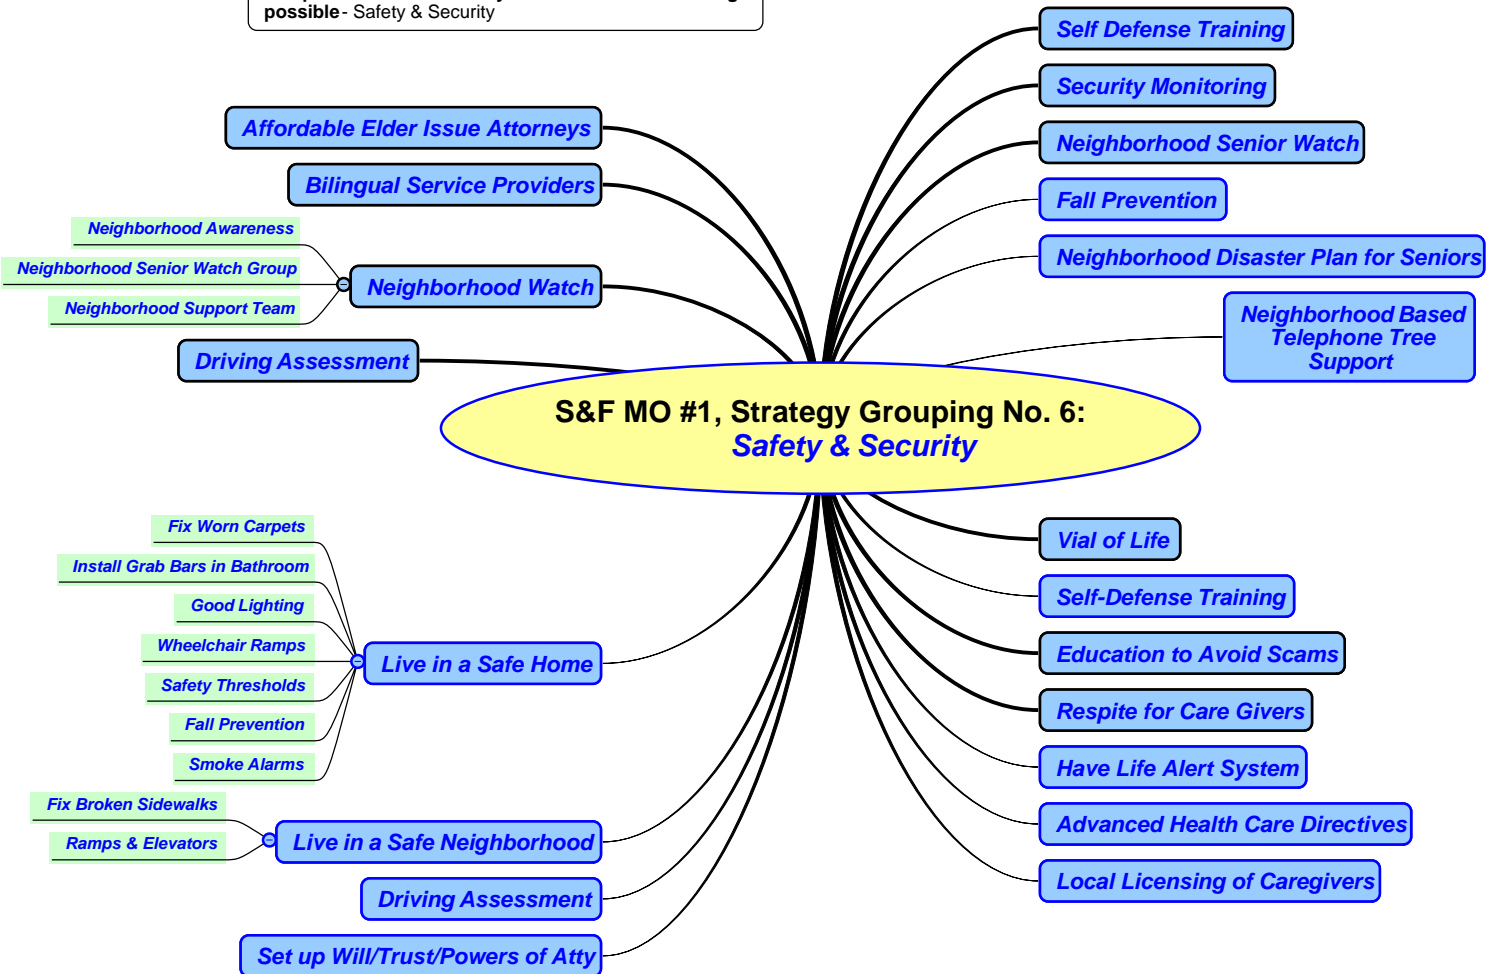 possible - Safety & Security
Self Defense Training
Security Monitoring
Affordable Elder Issue Attorneys
Neighborhood Senior Watch
Bilingual Service Providers
Fall Prevention
Neighborhood Awareness
Neighborhood Senior Watch Group
Neighborhood Support Team
Neighborhood Watch
Neighborhood Disaster Plan for Seniors
Neighborhood Based
Telephone Tree
Support
Driving Assessment
S&F MO #1, Strategy Grouping No. 6:
Safety & Security
Fix Worn Carpets
Install Grab Bars in Bathroom
Good Lighting
Wheelchair Ramps
Safety Thresholds
Fall Prevention
Smoke Alarms
Live in a Safe Home
Fix Broken Sidewalks
Ramps & Elevators
Live in a Safe Neighborhood
Driving Assessment
Set up Will/Trust/Powers of Atty
Vial of Life
Self-Defense Training
Education to Avoid Scams
Respite for Care Givers
Have Life Alert System
Advanced Health Care Directives
Local Licensing of Caregivers